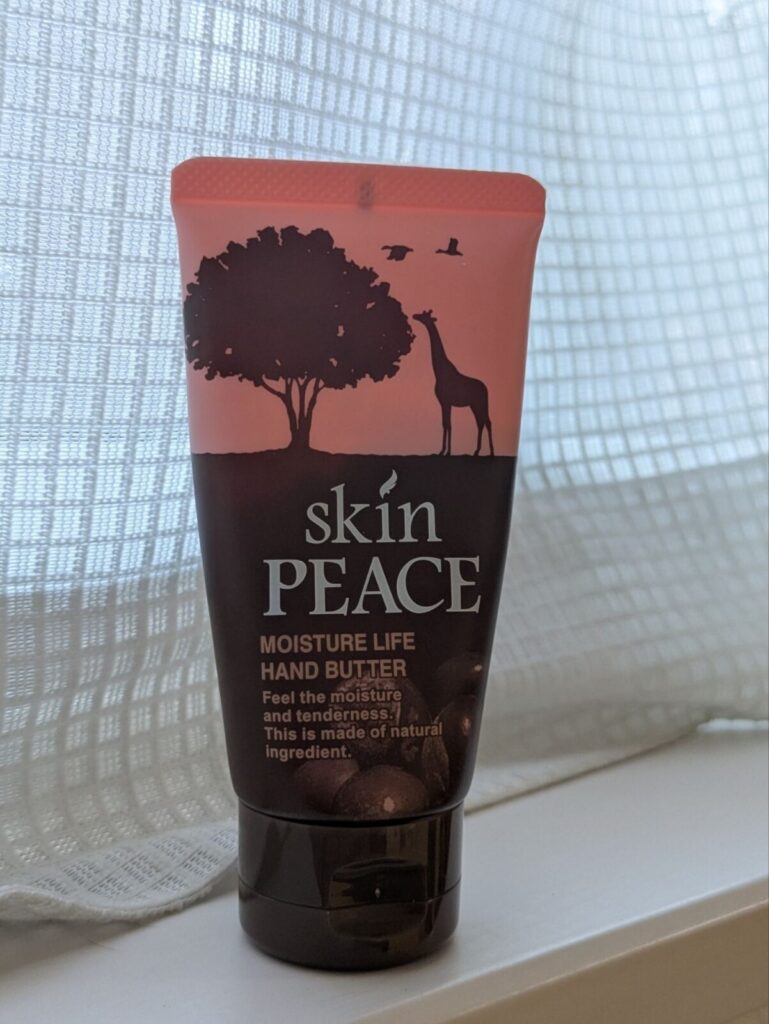 skin
PEACE
MOISTURE LIFE
HAND BUTTER
Feel the moisture
and tenderness.
This is made of natural
ingredient.